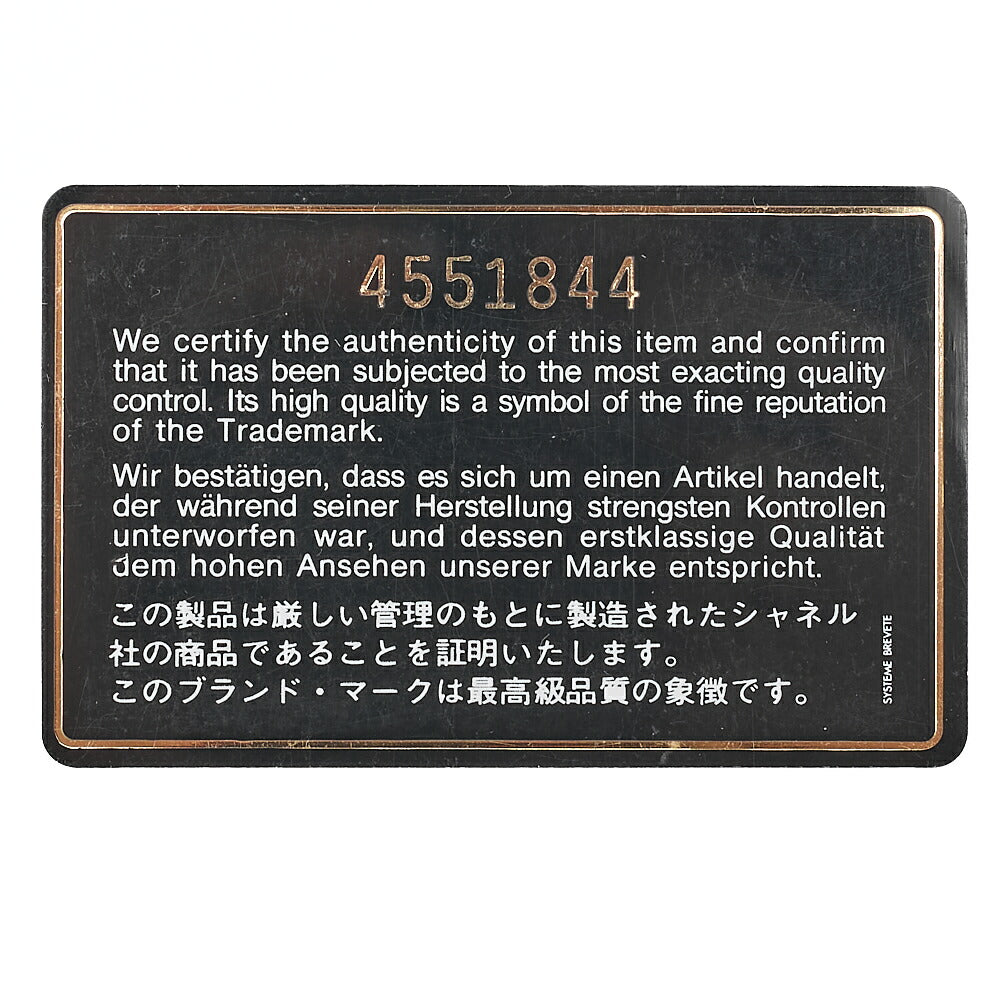 4551844
We certify the authenticity of this item and confirm
that it has been subjected to the most exacting quality
control. Its high quality is a symbol of the fine reputation
of the Trademark.
Wir bestätigen, dass es sich um einen Artikel handelt,
der während seiner Herstellung strengsten Kontrollen
unterworfen war, und dessen erstklassige Qualität
dem hohen Ansehen unserer Marke entspricht.
この製品は厳しい管理のもとに製造されたシャネル
社の商品であることを証明いたします。
このブランド・マークは最高級品質の象徴です。
SYSTEME BREVETE